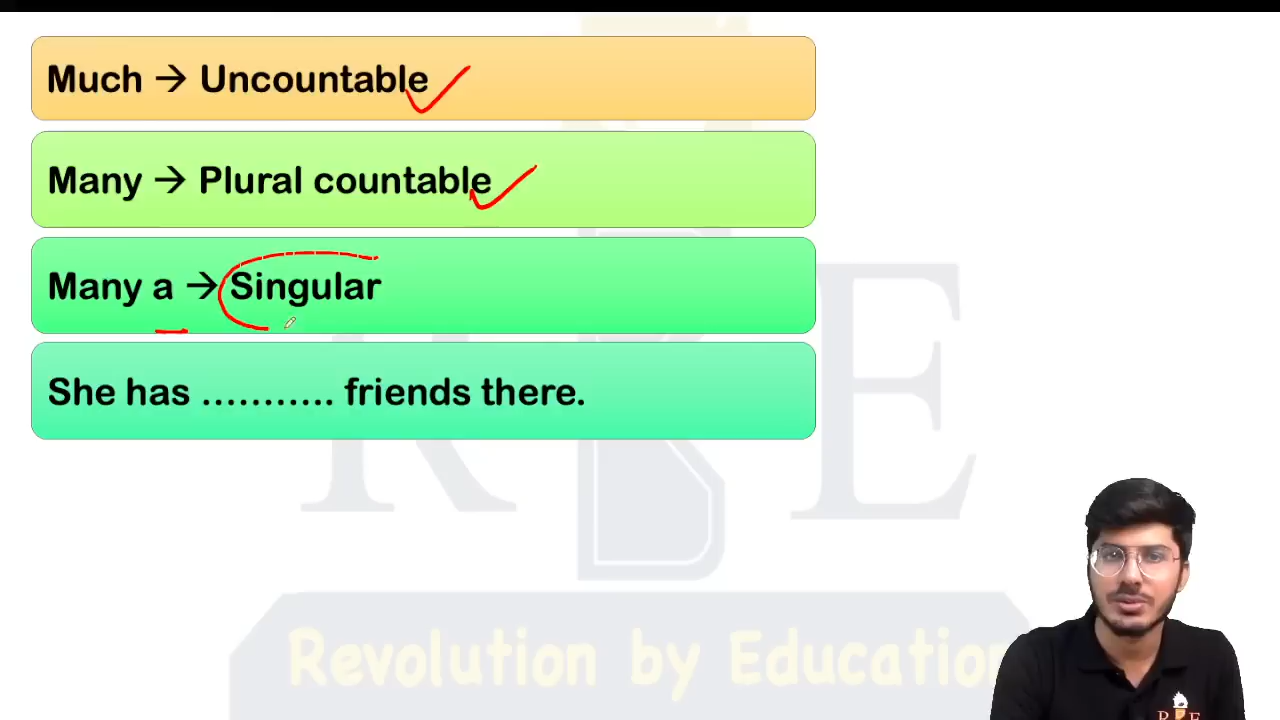 Much → Uncountable
Many → Plural countable
Many a → Singular
She has ........... friends there.
R B E
Revolution by Education
R E